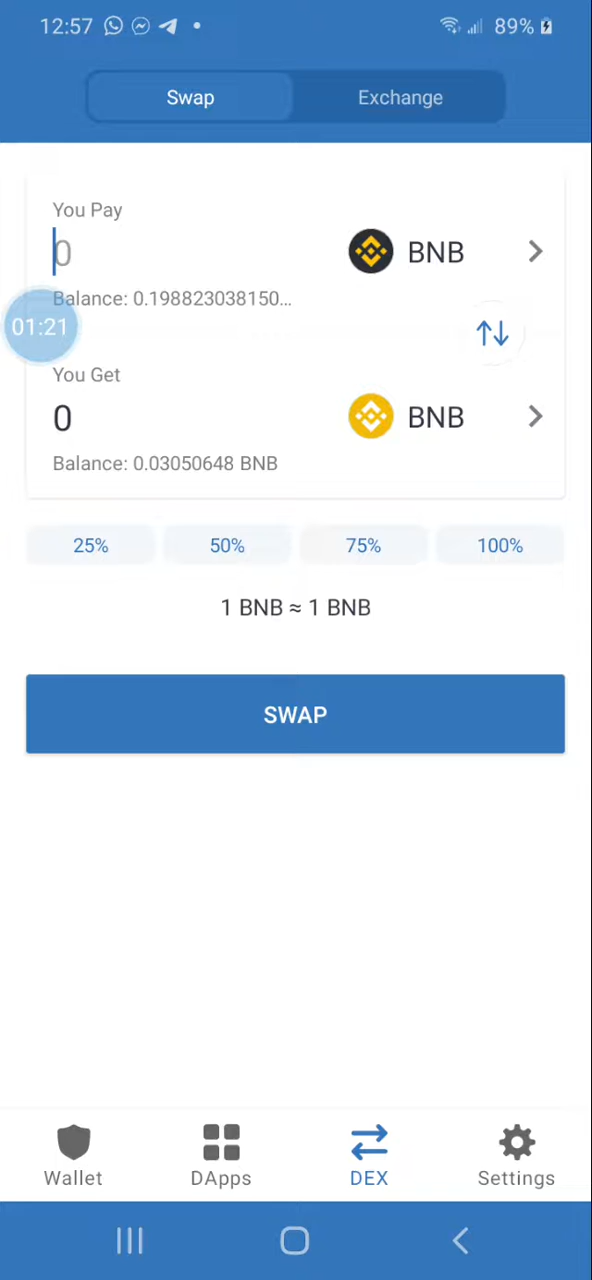 12:57 89%
Swap Exchange
You Pay
0 BNB
Balance: 0.198823038150...
01:21
You Get
0 BNB
Balance: 0.03050648 BNB
25% 50% 75% 100%
1 BNB ≈ 1 BNB
SWAP
Wallet DApps DEX Settings